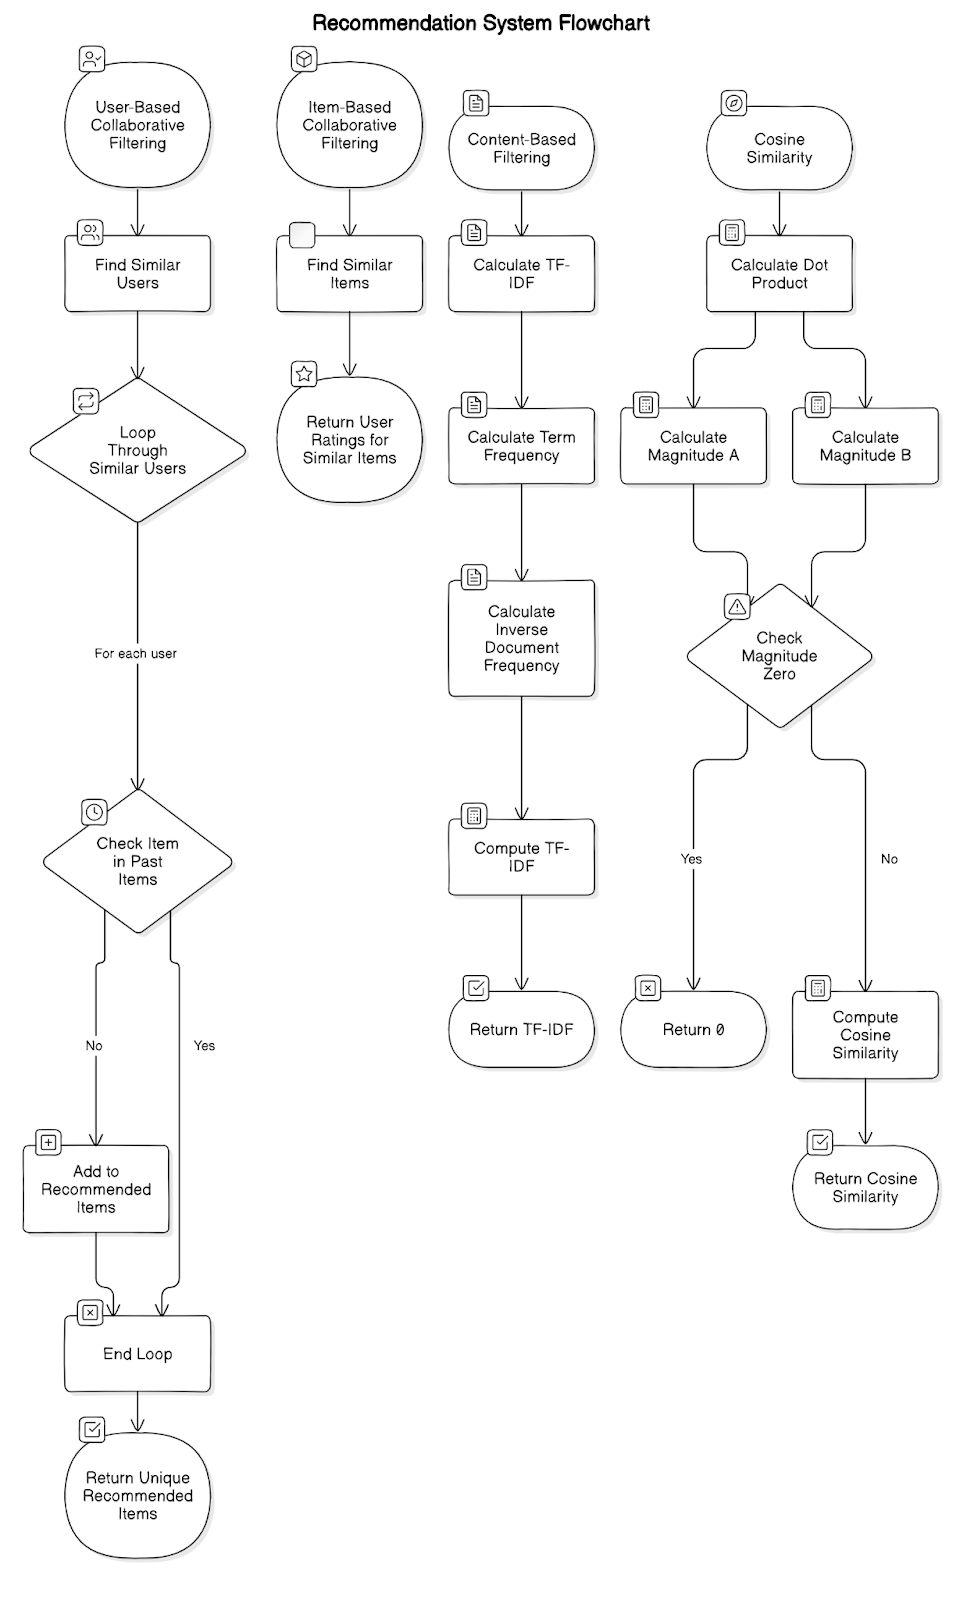 Recommendation System Flowchart
User-Based
Collaborative
Filtering
Find Similar
Users
Loop
Through
Similar Users
For each user
Check Item
in Past
Items
No
Yes
Add to
Recommended
Items
End Loop
Return Unique
Recommended
Items
Item-Based
Collaborative
Filtering
Find Similar
Items
Return User
Ratings for
Similar Items
Content-Based
Filtering
Calculate TF-
IDF
Calculate Term
Frequency
Calculate
Inverse
Document
Frequency
Compute TF-
IDF
Return TF-IDF
Cosine
Similarity
Calculate Dot
Product
Calculate
Magnitude A
Calculate
Magnitude B
Check
Magnitude
Zero
Yes
No
Return 0
Compute
Cosine
Similarity
Return Cosine
Similarity